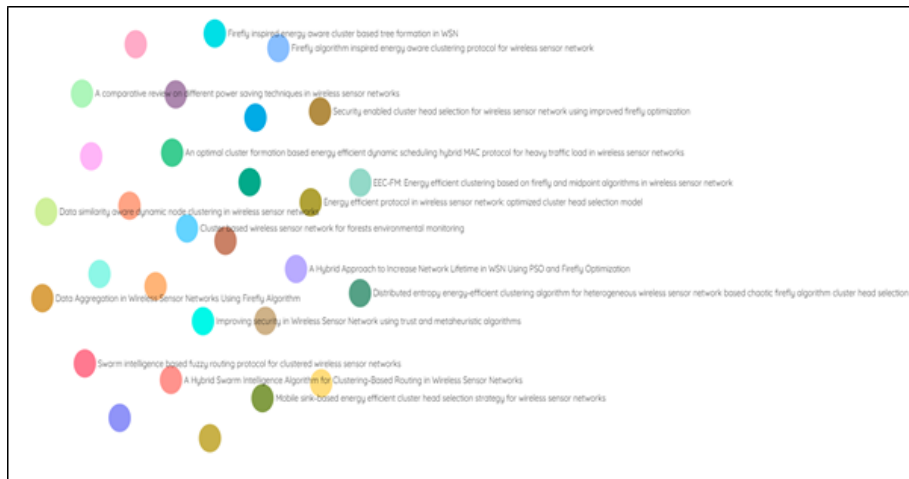 Firefly inspired energy aware cluster based tree formation in WSN
Firefly algorithm inspired energy aware clustering protocol for wireless sensor network
A comparative review on different power saving techniques in wireless sensor networks
Security enabled cluster head selection for wireless sensor network using improved firefly optimization
An optimal cluster formation based energy efficient dynamic scheduling hybrid MAC protocol for heavy traffic load in wireless sensor networks
EEC-FM: Energy efficient clustering based on firefly and midpoint algorithms in wireless sensor network
Energy efficient protocol in wireless sensor network: optimized cluster head selection model
Data similarity aware dynamic node clustering in wireless sensor networks
Cluster based wireless sensor network for forests environmental monitoring
A Hybrid Approach to Increase Network Lifetime in WSN Using PSO and Firefly Optimization
Distributed entropy energy-efficient clustering algorithm for heterogeneous wireless sensor network based chaotic firefly algorithm cluster head selection
Data Aggregation in Wireless Sensor Networks Using Firefly Algorithm
Improving security in Wireless Sensor Network using trust and metaheuristic algorithms
Swarm intelligence based fuzzy routing protocol for clustered wireless sensor networks
A Hybrid Swarm Intelligence Algorithm for Clustering-Based Routing in Wireless Sensor Networks
Mobile sink-based energy efficient cluster head selection strategy for wireless sensor networks